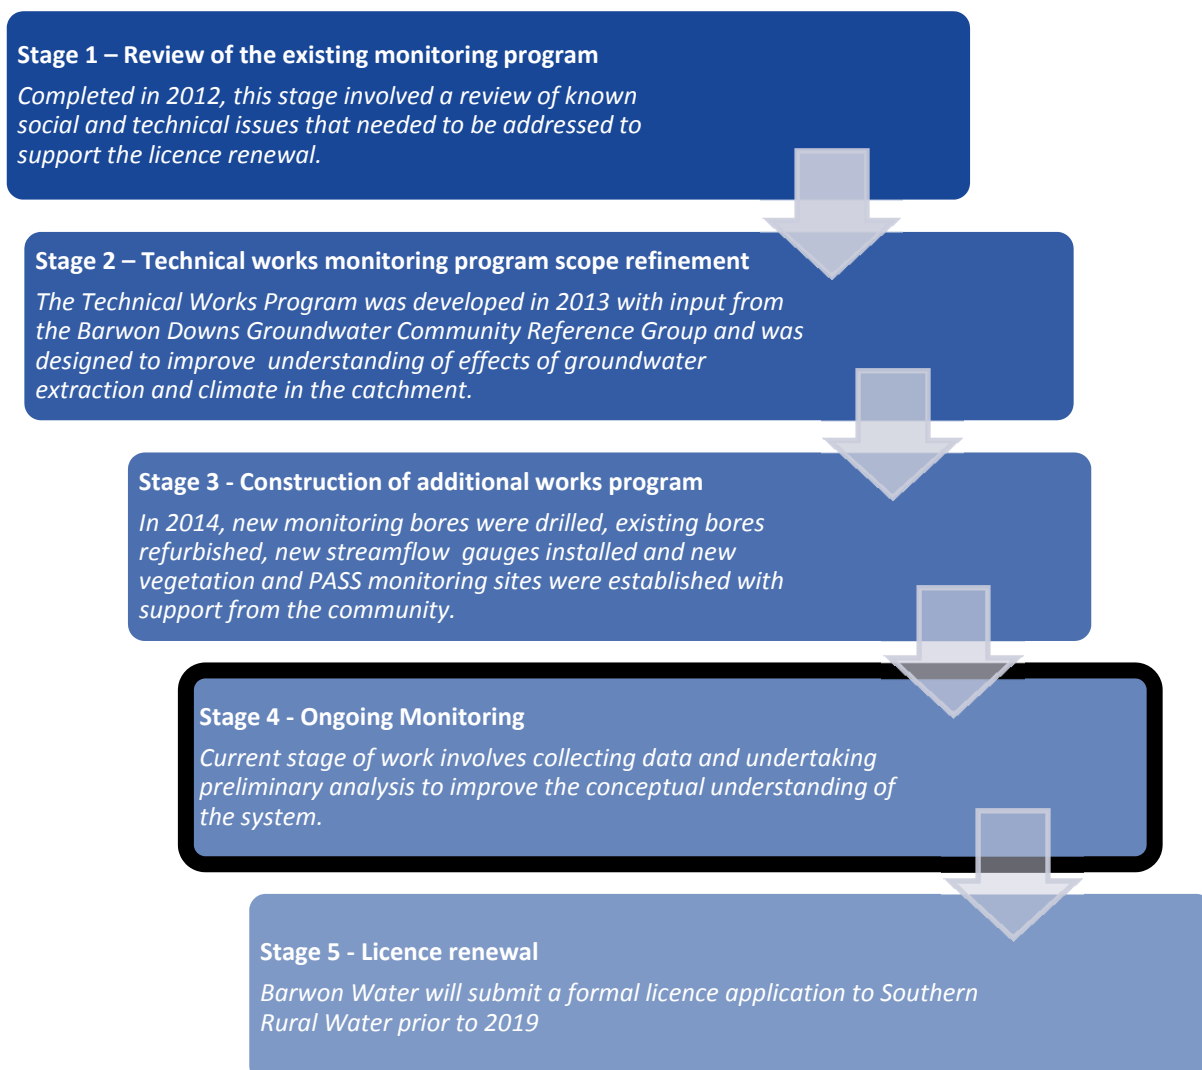 Stage 1 – Review of the existing monitoring program
Completed in 2012, this stage involved a review of known
social and technical issues that needed to be addressed to
support the licence renewal.
Stage 2 – Technical works monitoring program scope refinement
The Technical Works Program was developed in 2013 with input from
the Barwon Downs Groundwater Community Reference Group and was
designed to improve  understanding of effects of groundwater
extraction and climate in the catchment.
Stage 3 - Construction of additional works program
In 2014, new monitoring bores were drilled, existing bores
refurbished, new streamflow  gauges installed and new
vegetation and PASS monitoring sites were established with
support from the community.
Stage 4 - Ongoing Monitoring
Current stage of work involves collecting data and undertaking
preliminary analysis to improve the conceptual understanding of
the system.
Stage 5 - Licence renewal
Barwon Water will submit a formal licence application to Southern
Rural Water prior to 2019